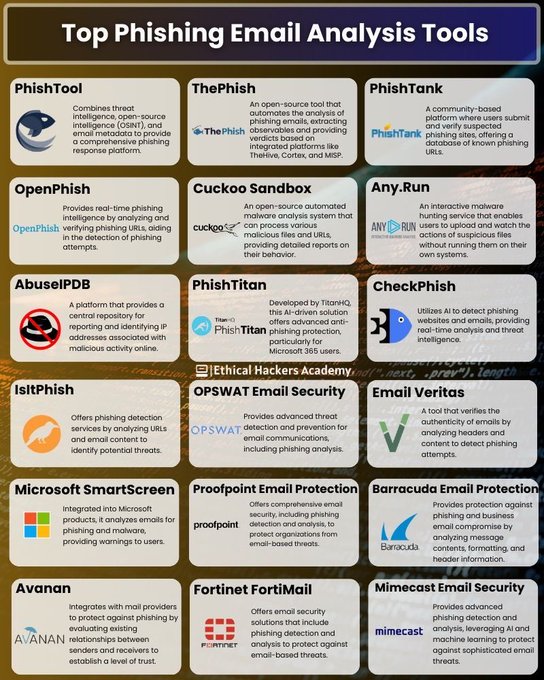 Top Phishing Email Analysis Tools
PhishTool
Combines threat
intelligence, open-source
intelligence (OSINT), and
email metadata to provide
a comprehensive phishing
response platform.
ThePhish
ThePhish
An open-source tool that
automates the analysis of
phishing emails, extracting
observables and providing
verdicts based on
integrated platforms like
TheHive, Cortex, and MISP.
PhishTank
PhishTank
A community-based
platform where users submit
and verify suspected
phishing sites, offering a
database of known phishing
URLs.
OpenPhish
OpenPhish
Provides real-time phishing
intelligence by analyzing and
verifying phishing URLs, aiding
in the detection of phishing
attempts.
Cuckoo Sandbox
cuckoo
An open-source automated
malware analysis system that
can process various
malicious files and URLs,
providing detailed reports on
their behavior.
Any.Run
ANY RUN
INTERACTIVE MALWARE ANALYSIS
An interactive malware
hunting service that enables
users to upload and watch the
actions of suspicious files
without running them on their
own systems.
AbuseIPDB
A platform that provides a
central repository for
reporting and identifying IP
addresses associated with
malicious activity online.
PhishTitan
TitanHQ
PhishTitan
Developed by TitanHQ,
this AI-driven solution
offers advanced anti-
phishing protection,
particularly for
Microsoft 365 users.
CheckPhish
Utilizes AI to detect phishing
websites and emails, providing
real-time analysis and threat
intelligence.
Ethical Hackers Academy
IsItPhish
Offers phishing detection
services by analyzing URLs
and email content to
identify potential threats.
OPSWAT Email Security
OPSWAT.
Provides advanced threat
detection and prevention for
email communications,
including phishing analysis.
Email Veritas
A tool that verifies the
authenticity of emails by
analyzing headers and
content to detect phishing
attempts.
Microsoft SmartScreen
Integrated into Microsoft
products, it analyzes emails for
phishing and malware,
providing warnings to users.
Proofpoint Email Protection
proofpoint
Offers comprehensive email
security, including phishing
detection and analysis, to
protect organizations from
email-based threats.
Barracuda Email Protection
Barracuda
Provides protection against
phishing and business
email compromise by
analyzing message
contents, formatting, and
header information.
Avanan
AVANAN
Integrates with mail providers
to protect against phishing by
evaluating existing
relationships between
senders and receivers to
establish a level of trust.
Fortinet FortiMail
FORTINET
Offers email security
solutions that include
phishing detection and
analysis to protect against
email-based threats.
Mimecast Email Security
mimecast
Provides advanced
phishing detection and
analysis, leveraging AI and
machine learning to protect
against sophisticated email
threats.